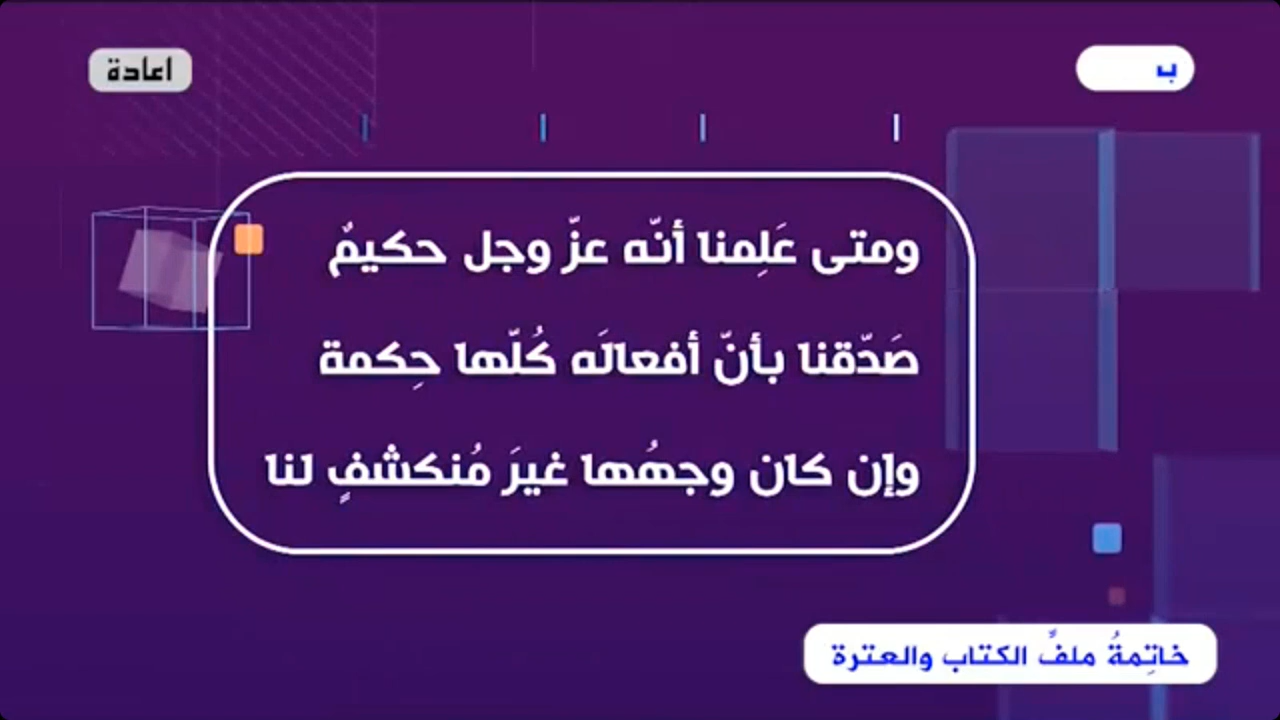 ب
اعادة
ومتى عَلِمنا أنّه عزّ وجل حكيمٌ
صَدّقنا بأنّ أفعالَه كُلّها حِكمة
وإن كان وجهُها غيرَ مُنكشفٍ لنا
خاتِمةُ ملفِّ الكتاب والعترة